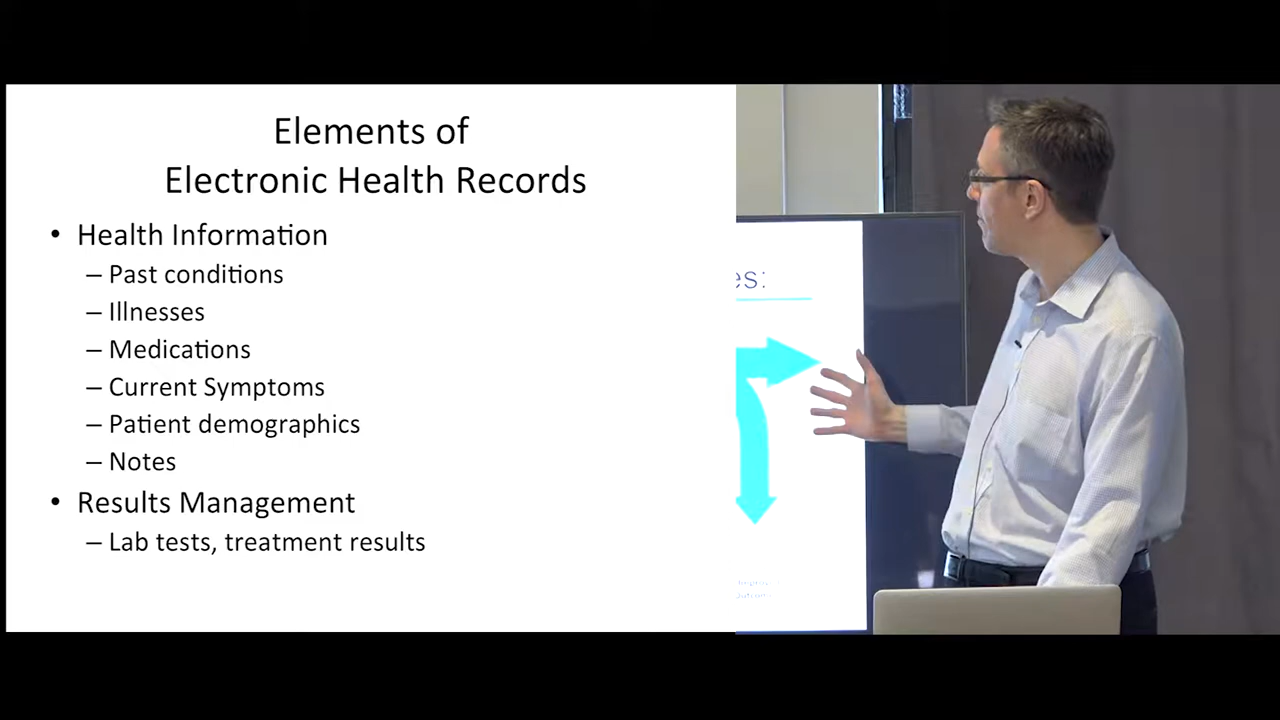 Elements of
Electronic Health Records
• Health Information
– Past conditions
– Illnesses
– Medications
– Current Symptoms
– Patient demographics
– Notes
• Results Management
– Lab tests, treatment results
es: